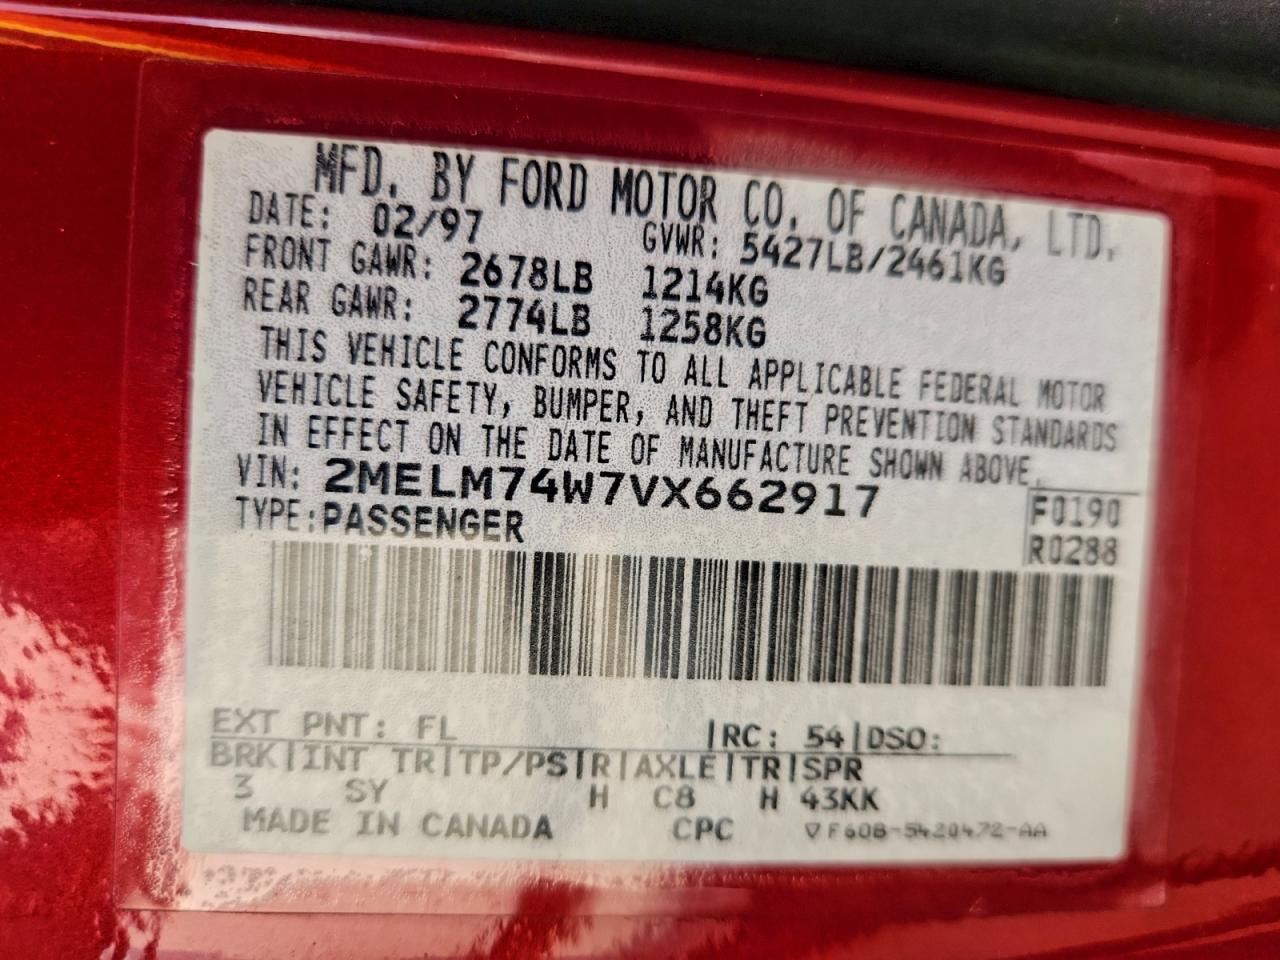 MFD. BY FORD MOTOR CO. OF CANADA, LTD.
DATE: 02/97 GVWR: 5427LB/2461KG
FRONT GAWR: 2678LB 1214KG
REAR GAWR: 2774LB 1258KG
THIS VEHICLE CONFORMS TO ALL APPLICABLE FEDERAL MOTOR
VEHICLE SAFETY, BUMPER, AND THEFT PREVENTION STANDARDS
IN EFFECT ON THE DATE OF MANUFACTURE SHOWN ABOVE.
VIN: 2MELM74W7VX662917
F0190
TYPE: PASSENGER
R0288
EXT PNT: FL |RC: 54|DSO:
BRK|INT TR|TP/PS|R|AXLE|TR|SPR
3 SY H C8 H 43KK
MADE IN CANADA CPC ▽F60B-5420472-AA